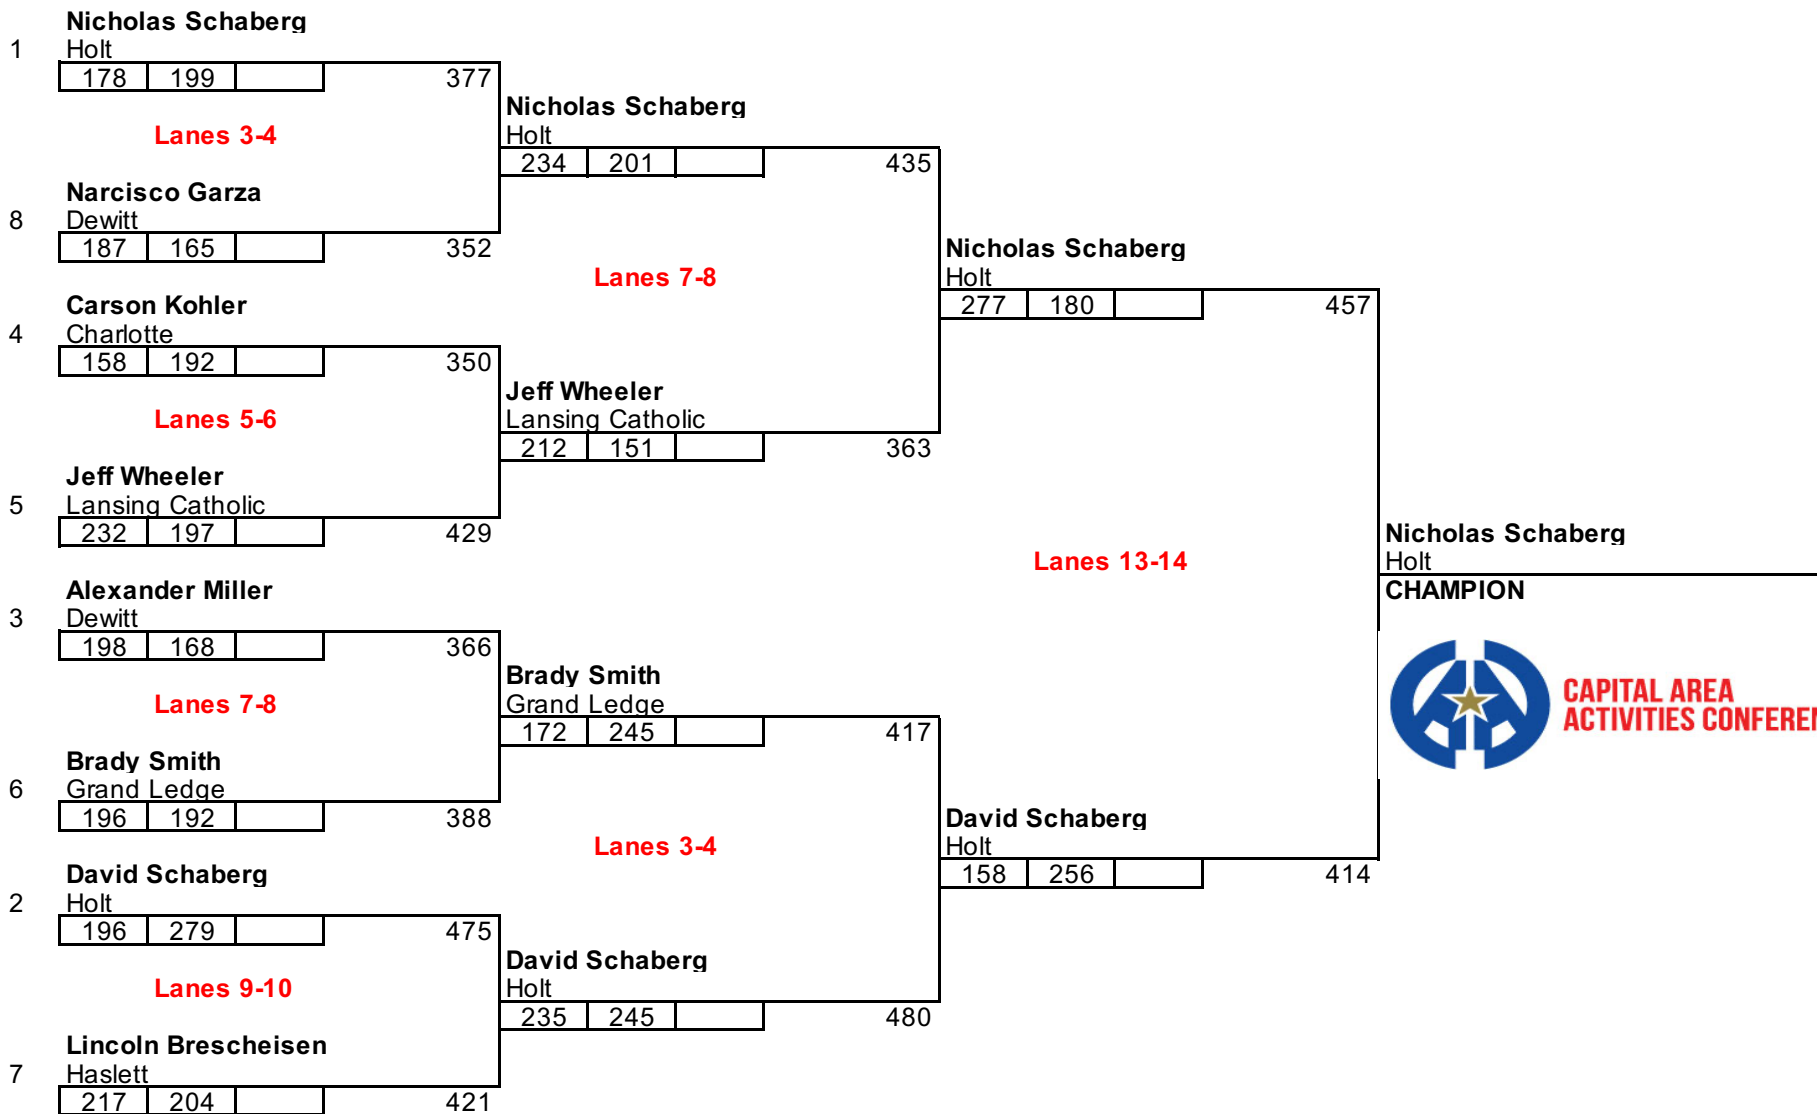 Nicholas Schaberg
1 Holt
178 199 377
Lanes 3-4
Narcisco Garza
8 Dewitt
187 165 352
Carson Kohler
4 Charlotte
158 192 350
Lanes 5-6
Jeff Wheeler
5 Lansing Catholic
232 197 429
Alexander Miller
3 Dewitt
198 168 366
Lanes 7-8
Brady Smith
6 Grand Ledge
196 192 388
David Schaberg
2 Holt
196 279 475
Lanes 9-10
Lincoln Brescheisen
7 Haslett
217 204 421
Nicholas Schaberg
Holt
234 201 435
Lanes 7-8
Jeff Wheeler
Lansing Catholic
212 151 363
Brady Smith
Grand Ledge
172 245 417
Lanes 3-4
David Schaberg
Holt
235 245 480
Nicholas Schaberg
Holt
277 180 457
Lanes 13-14
David Schaberg
Holt
158 256 414
Nicholas Schaberg
Holt
CHAMPION
CAPITAL AREA
ACTIVITIES CONFEREN